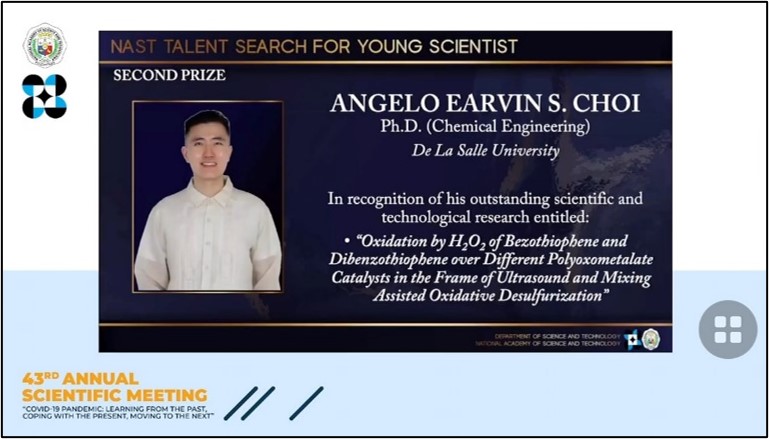 NAST TALENT SEARCH FOR YOUNG SCIENTIST
SECOND PRIZE
ANGELO EARVIN S. CHOI
Ph.D. (Chemical Engineering)
De La Salle University
In recognition of his outstanding scientific and
technological research entitled:
• “Oxidation by H₂O₂ of Bezothiophene and
Dibenzothiophene over Different Polyoxometalate
Catalysts in the Frame of Ultrasound and Mixing
Assisted Oxidative Desulfurization”
DEPARTMENT OF SCIENCE AND TECHNOLOGY
NATIONAL ACADEMY OF SCIENCE AND TECHNOLOGY
43RD ANNUAL
SCIENTIFIC MEETING
"COVID-19 PANDEMIC: LEARNING FROM THE PAST,
COPING WITH THE PRESENT, MOVING TO THE NEXT"